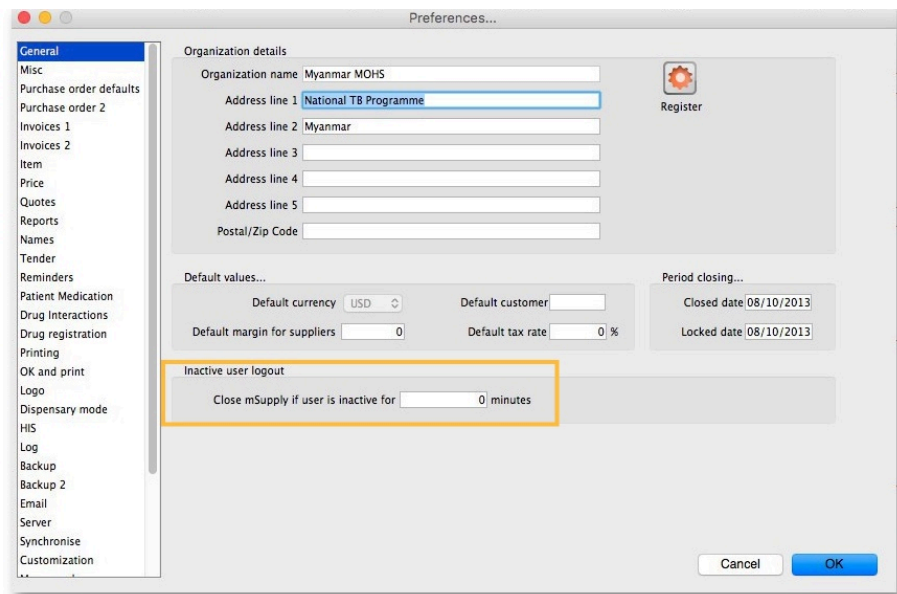 Preferences...
General
Misc
Purchase order defaults
Purchase order 2
Invoices 1
Invoices 2
Item
Price
Quotes
Reports
Names
Tender
Reminders
Patient Medication
Drug Interactions
Drug registration
Printing
OK and print
Logo
Dispensary mode
HIS
Log
Backup
Backup 2
Email
Server
Synchronise
Customization
Organization details
Organization name Myanmar MOHS
Address line 1 National TB Programme
Address line 2 Myanmar
Address line 3
Address line 4
Address line 5
Postal/Zip Code
Register
Default values...
Default currency USD Default customer
Default margin for suppliers 0 Default tax rate 0 %
Period closing...
Closed date 08/10/2013
Locked date 08/10/2013
Inactive user logout
Close mSupply if user is inactive for 0 minutes
Cancel OK